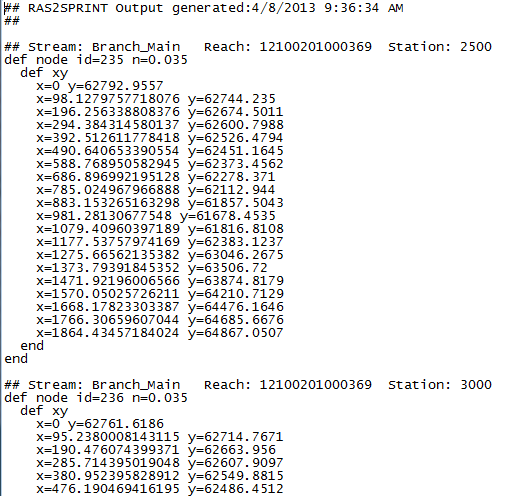 ## RAS2SPRINT Output generated:4/8/2013 9:36:34 AM
##
## Stream: Branch_Main   Reach: 12100201000369  Station: 2500
def node id=235 n=0.035
  def xy
    x=0 y=62792.9557
    x=98.1279757718076 y=62744.235
    x=196.256338808376 y=62674.5011
    x=294.384314580137 y=62600.7988
    x=392.512611778418 y=62526.4794
    x=490.640653390554 y=62451.1645
    x=588.768950582945 y=62373.4562
    x=686.896992195128 y=62278.371
    x=785.024967966888 y=62112.944
    x=883.153265163298 y=61857.5043
    x=981.28130677548 y=61678.4535
    x=1079.40960397189 y=61816.8108
    x=1177.53757974169 y=62383.1237
    x=1275.66562135382 y=63046.2675
    x=1373.79391845352 y=63506.72
    x=1471.92196006566 y=63874.8179
    x=1570.05025726211 y=64210.7129
    x=1668.17823303387 y=64476.1646
    x=1766.30659607044 y=64685.6676
    x=1864.43457184024 y=64867.0507
  end
end
## Stream: Branch_Main   Reach: 12100201000369  Station: 3000
def node id=236 n=0.035
  def xy
    x=0 y=62761.6186
    x=95.2380008143115 y=62714.7671
    x=190.476074399371 y=62663.956
    x=285.714395019048 y=62607.9097
    x=380.952395828912 y=62549.8815
    x=476.190469416195 y=62486.4512